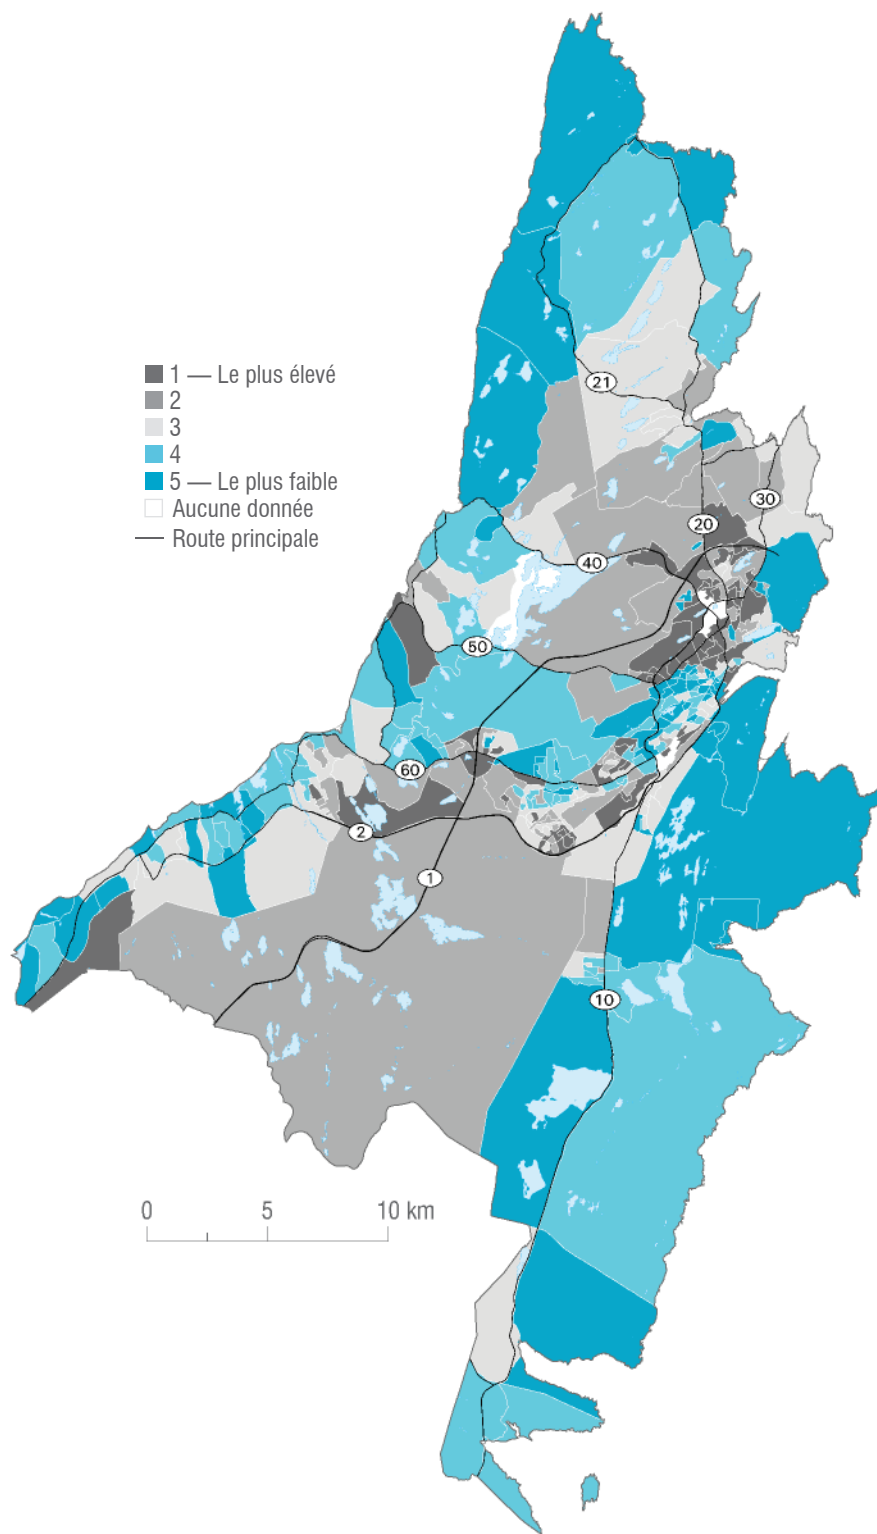 1 — Le plus élevé
2
3
4
5 — Le plus faible
Aucune donnée
Route principale
21
30
20
40
50
60
2
1
10
0 5 10 km